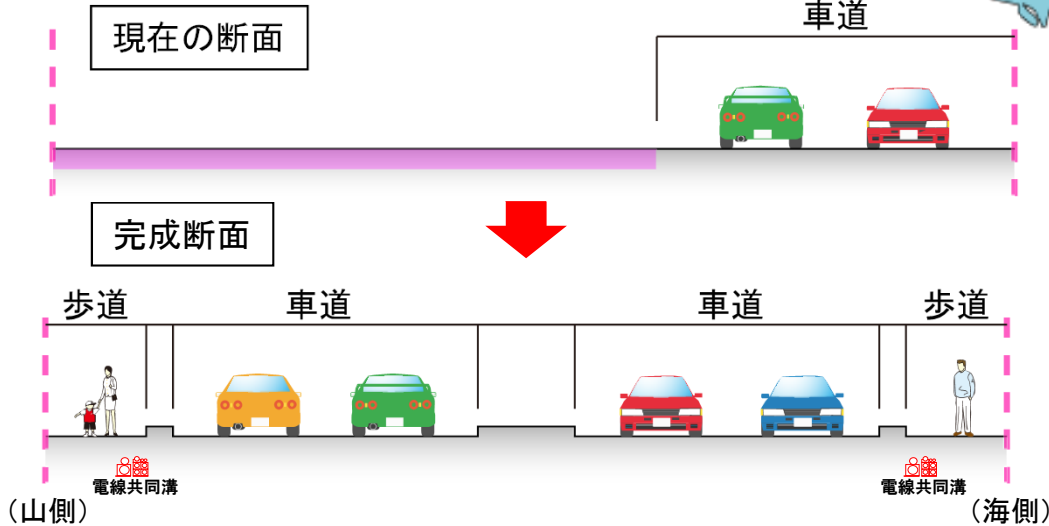 車道
現在の断面
完成断面
歩道
車道
車道
歩道
電線共同溝
電線共同溝
(山側)
(海側)